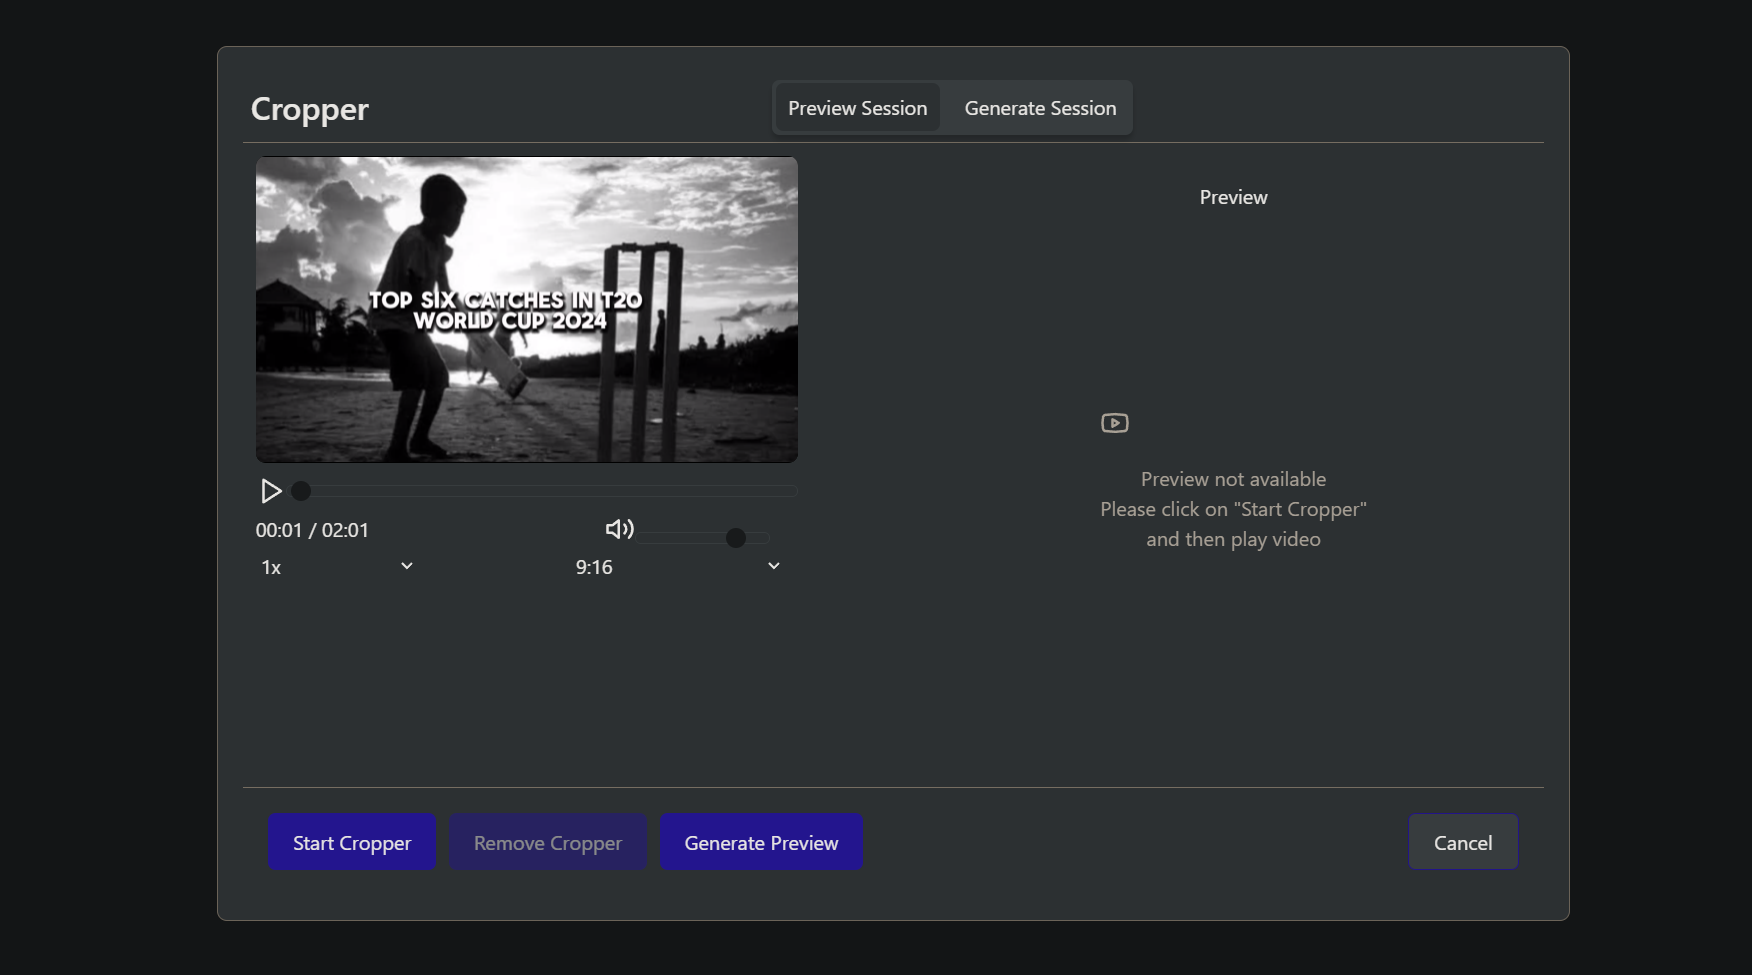 Cropper
Preview Session
Generate Session
TOP SIX CATCHES IN T20
WORLD CUP 2024
00:01 / 02:01
1x
9:16
Preview
Preview not available
Please click on "Start Cropper"
and then play video
Start Cropper
Remove Cropper
Generate Preview
Cancel